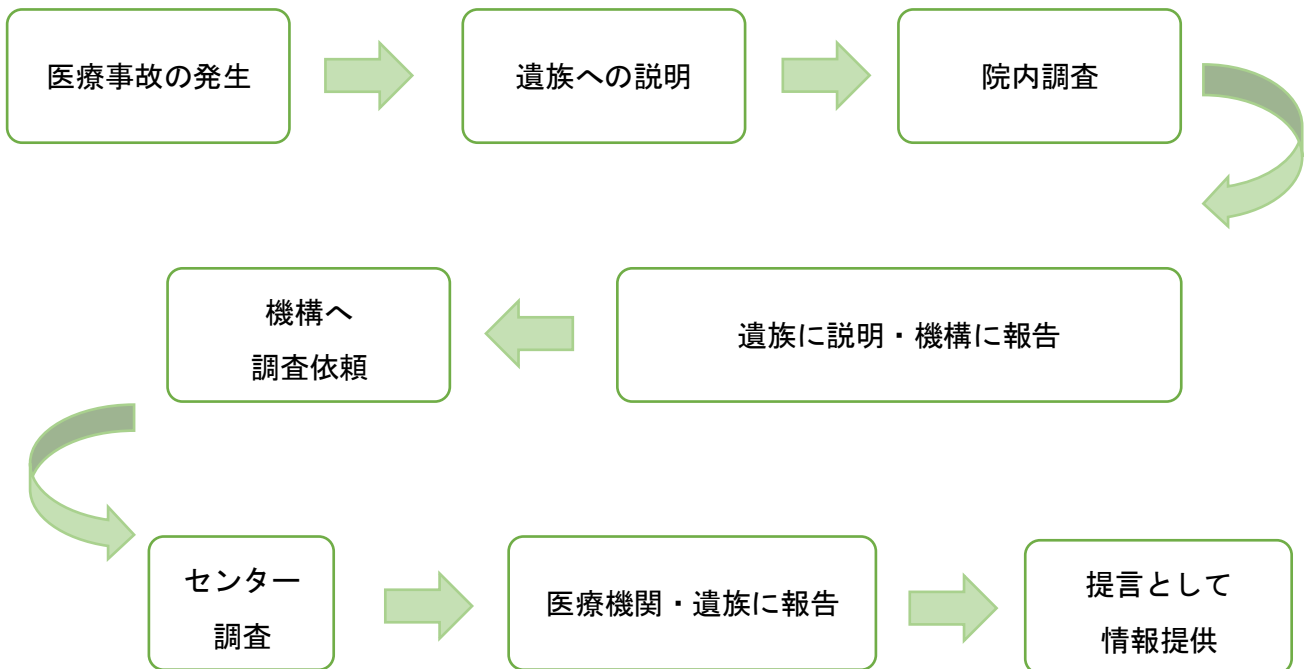 医療事故の発生
遺族への説明
院内調査
遺族に説明・機構に報告
機構へ
調査依頼
センター
調査
医療機関・遺族に報告
提言として
情報提供